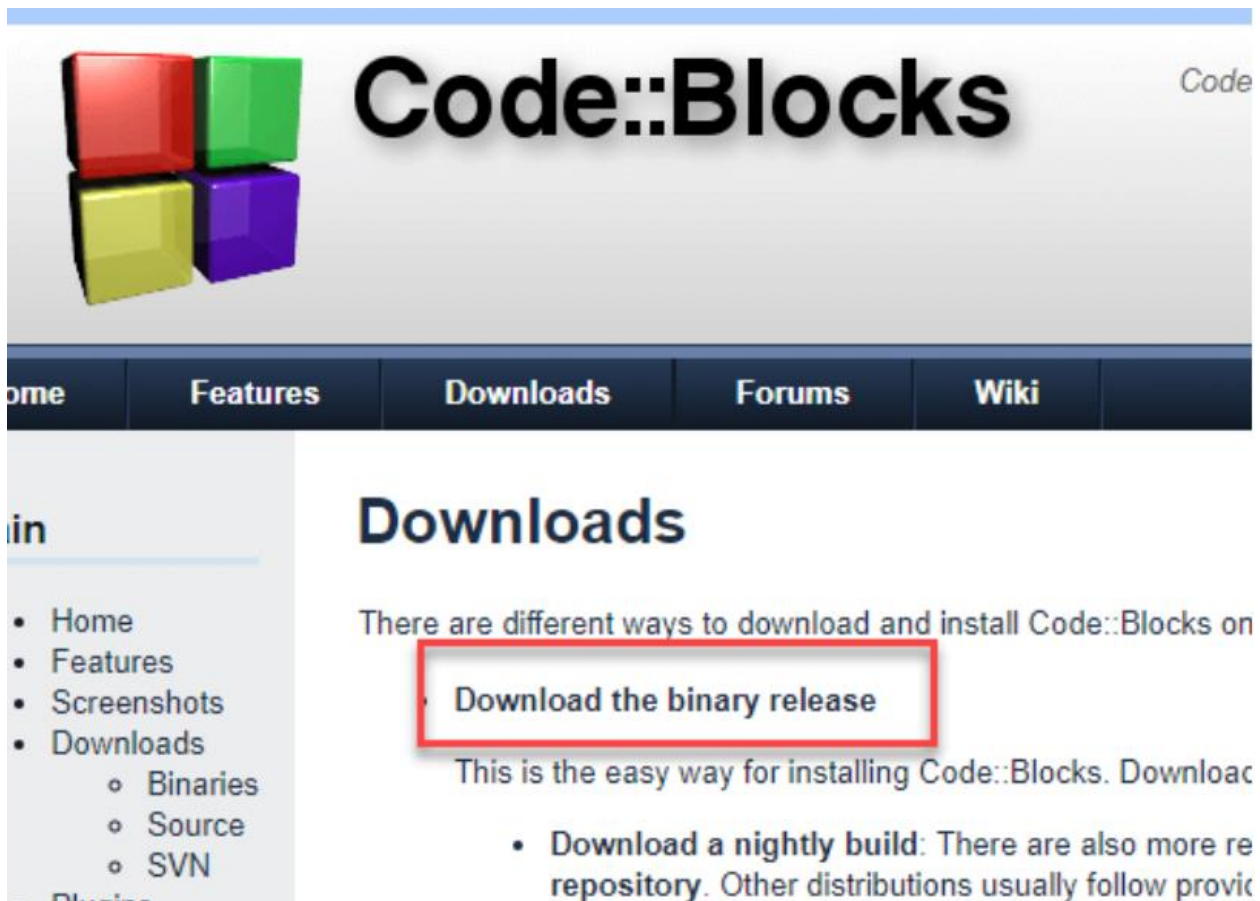 Code::Blocks
Code
ome
Features
Downloads
Forums
Wiki
in
Home
Features
Screenshots
Downloads
Binaries
Source
SVN
Downloads
There are different ways to download and install Code::Blocks on
Download the binary release
This is the easy way for installing Code::Blocks. Downloa
Download a nightly build: There are also more re
repository. Other distributions usually follow provi